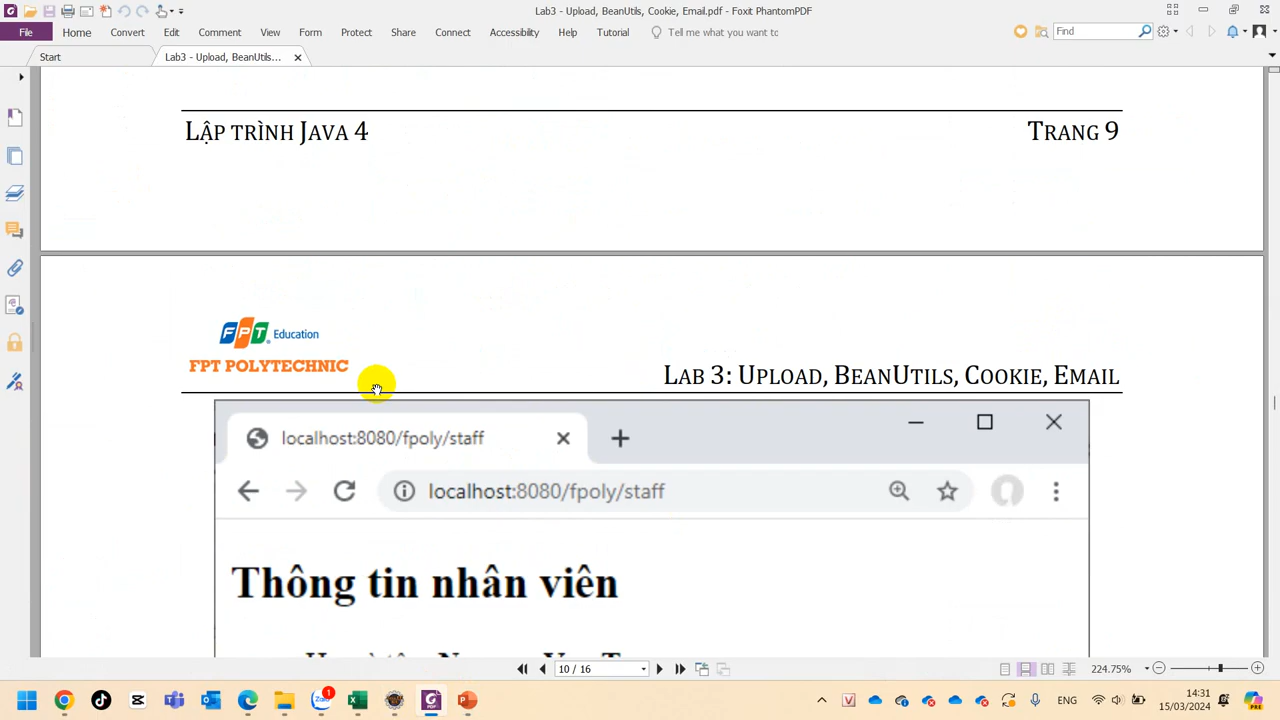 Lab3 - Upload, BeanUtils, Cookie, Email.pdf - Foxit PhantomPDF
File Home Convert Edit Comment View Form Protect Share Connect Accessibility Help Tutorial Tell me what you want to Find
Start Lab3 - Upload, BeanUtils...
LẬP TRÌNH JAVA 4 TRANG 9
FPT Education
FPT POLYTECHNIC
LAB 3: UPLOAD, BEANUTILS, COOKIE, EMAIL
localhost:8080/fpoly/staff
localhost:8080/fpoly/staff
Thông tin nhân viên
10 / 16 224.75%
Zalo 1 ENG 14:31
15/03/2024